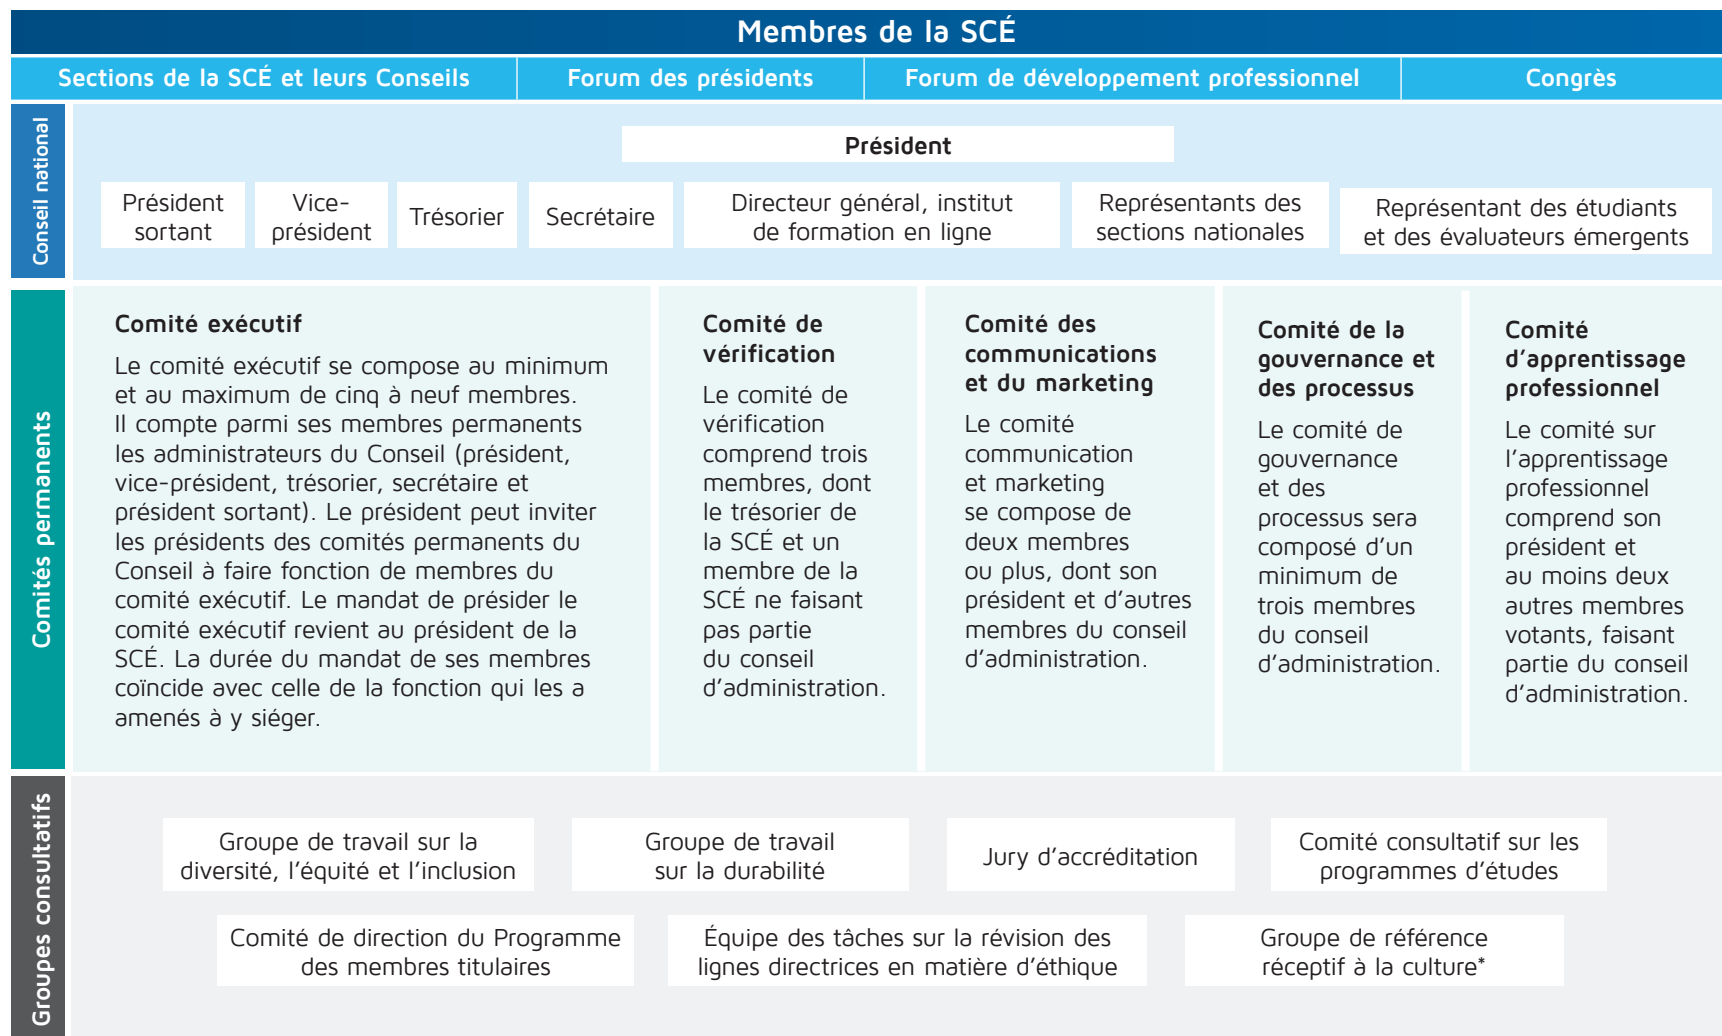 Membres de la SCÉ
Sections de la SCÉ et leurs Conseils
Forum des présidents
Forum de développement professionnel
Congrès
Conseil national
Président
Président
sortant
Vice-
président
Trésorier
Secrétaire
Directeur général, institut
de formation en ligne
Représentants des
sections nationales
Représentant des étudiants
et des évaluateurs émergents
Comités permanents
Comité exécutif
Le comité exécutif se compose au minimum
et au maximum de cinq à neuf membres.
Il compte parmi ses membres permanents
les administrateurs du Conseil (président,
vice-président, trésorier, secrétaire et
président sortant). Le président peut inviter
les présidents des comités permanents du
Conseil à faire fonction de membres du
comité exécutif. Le mandat de présider le
comité exécutif revient au président de la
SCÉ. La durée du mandat de ses membres
coïncide avec celle de la fonction qui les a
amenés à y siéger.
Comité de
vérification
Le comité de
vérification
comprend trois
membres, dont
le trésorier de
la SCÉ et un
membre de la
SCÉ ne faisant
pas partie
du conseil
d'administration.
Comité des
communications
et du marketing
Le comité
communication
et marketing
se compose de
deux membres
ou plus, dont son
président et d'autres
membres du conseil
d'administration.
Comité de la
gouvernance et
des processus
Le comité de
gouvernance
et des
processus sera
composé d'un
minimum de
trois membres
du conseil
d'administration.
Comité
d'apprentissage
professionnel
Le comité sur
l'apprentissage
professionnel
comprend son
président et
au moins deux
autres membres
votants, faisant
partie du conseil
d'administration.
Groupes consultatifs
Groupe de travail sur la
diversité, l'équité et l'inclusion
Groupe de travail
sur la durabilité
Jury d'accréditation
Comité consultatif sur les
programmes d'études
Comité de direction du Programme
des membres titulaires
Équipe des tâches sur la révision des
lignes directrices en matière d'éthique
Groupe de référence
réceptif à la culture*